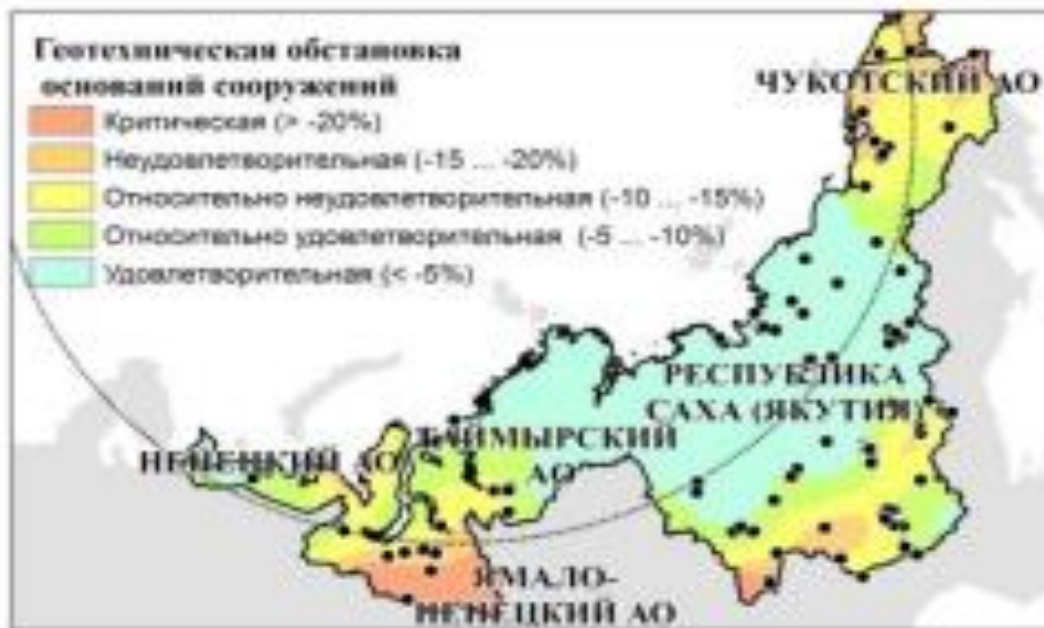 Геотехническая обстановка
оснований сооружений
Критическая (> -20%)
Неудовлетворительная (-15 ... -20%)
Относительно неудовлетворительная (-10 ... -15%)
Относительно удовлетворительная (-5 ... -10%)
Удовлетворительная (< -5%)
ЧУКОТСКИЙ АО
РЕСПУБЛИКА
САХА (ЯКУТИЯ)
ТАЙМЫРСКИЙ
АО
НЕНЕЦКИЙ АО
ЯМАЛО-
НЕНЕЦКИЙ АО